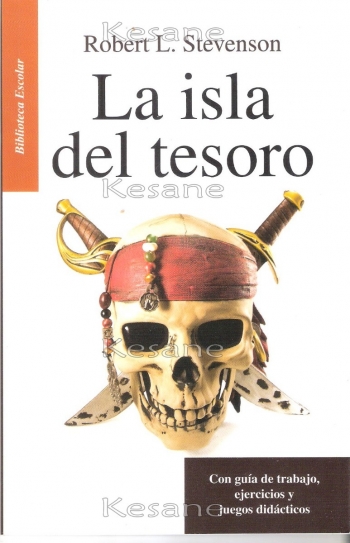 Kesane
Robert L. Stevenson
Biblioteca Escolar
La isla
Kesane
del tesoro
Kesane
Kesane
Con guía de trabajo,
ejercicios y
juegos didácticos
Kesane